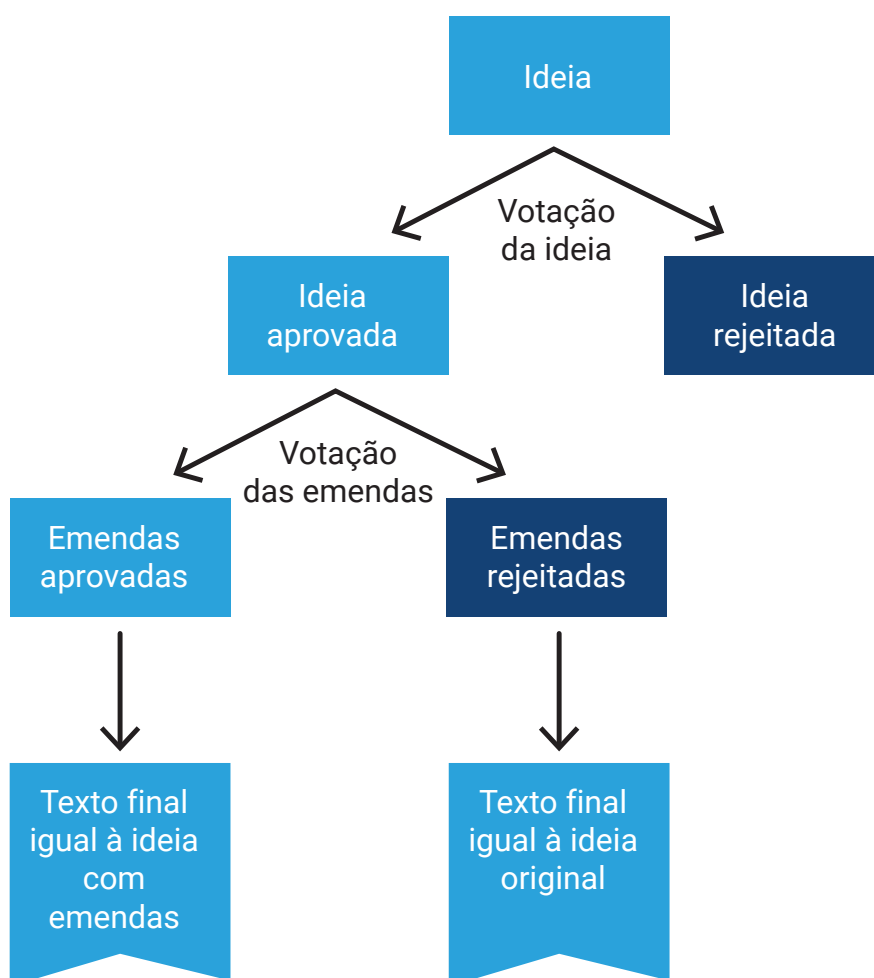 Ideia
Votação
da ideia
Ideia
aprovada
Ideia
rejeitada
Votação
das emendas
Emendas
aprovadas
Emendas
rejeitadas
Texto final
igual à ideia
com
emendas
Texto final
igual à ideia
original